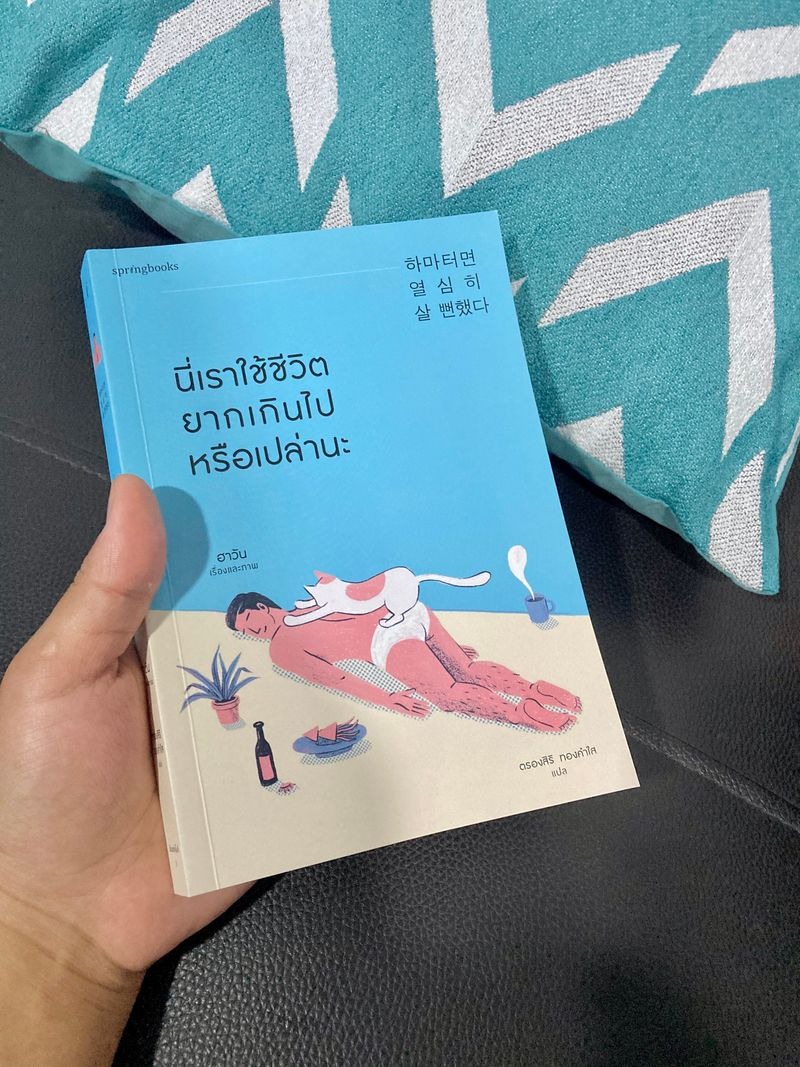 springbooks
하마터면
열 심 히
살 뻔했다
นี่เราใช้ชีวิต
ยากเกินไป
หรือเปล่านะ
ฮาวัน
เรื่องและภาพ
ตรองสิริ ทองคำใส
แปล